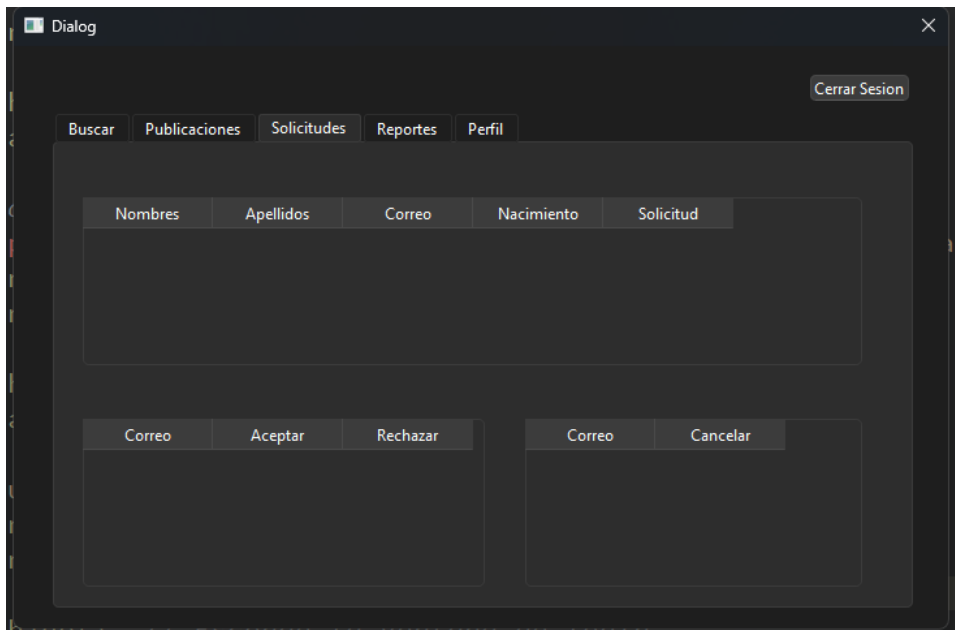 Dialog
Cerrar Sesion
Buscar Publicaciones Solicitudes Reportes Perfil
Nombres Apellidos Correo Nacimiento Solicitud
Correo Aceptar Rechazar Correo Cancelar